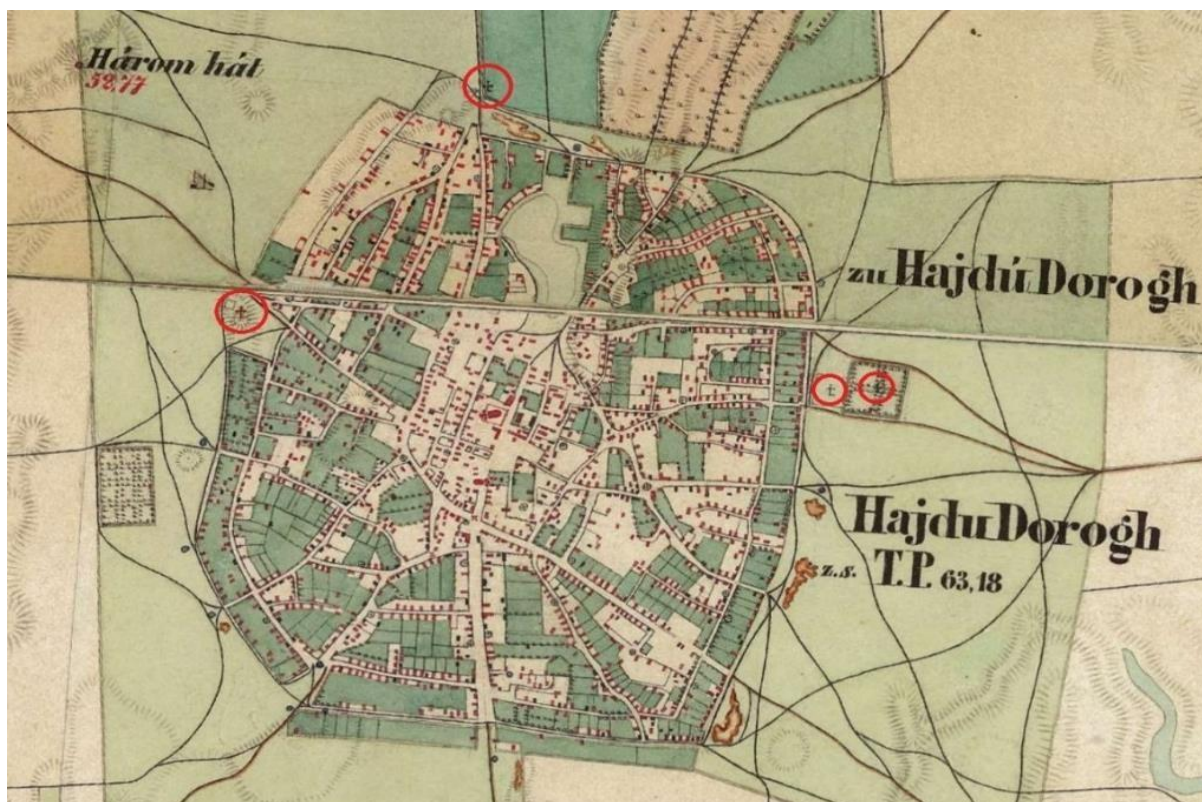 Három hát
52,77
zu Hajdú Dorogh
Hajdu Dorogh
z.s. T.P. 63,18